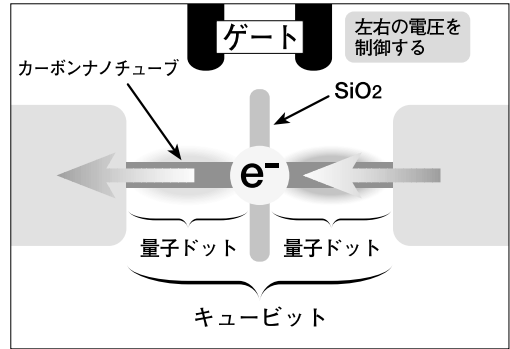 ゲート
左右の電圧を
制御する
カーボンナノチューブ
SiO2
e-
量子ドット
量子ドット
キュービット